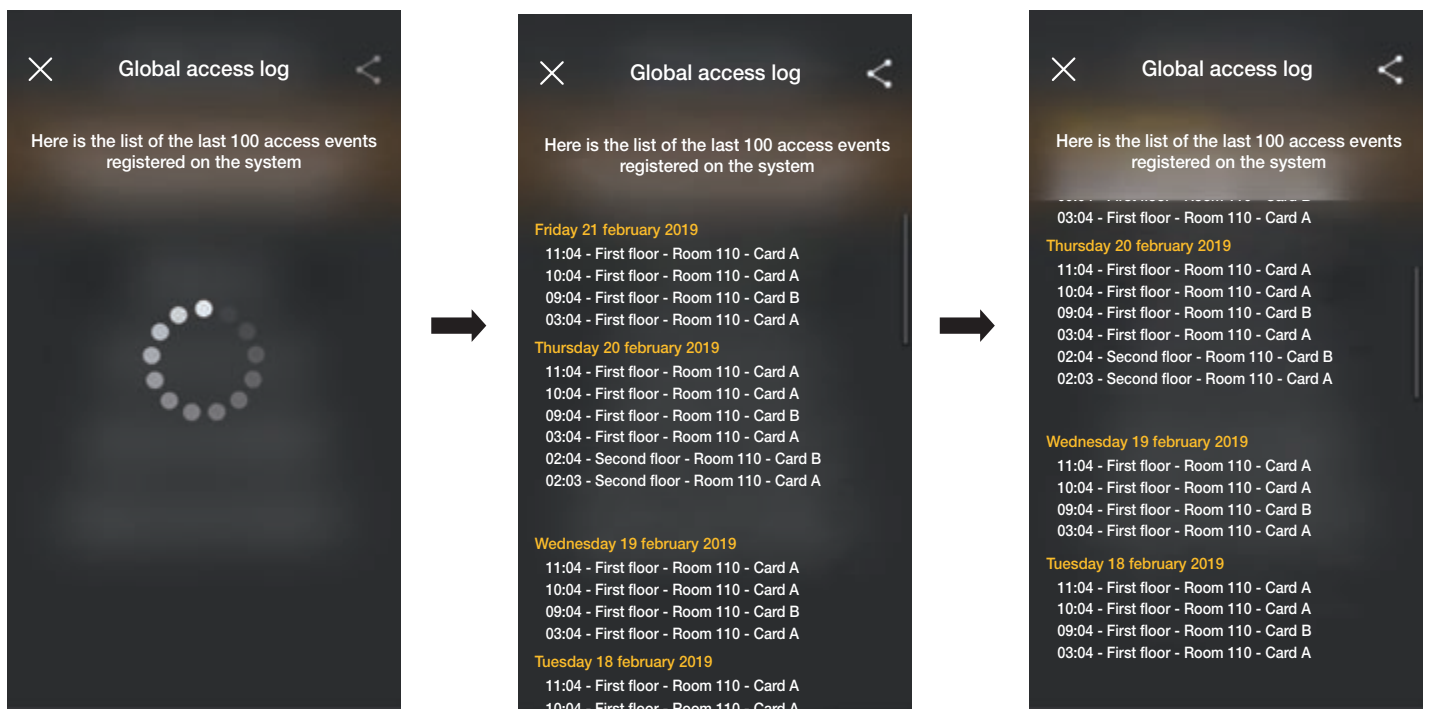 Global access log
Here is the list of the last 100 access events
registered on the system
Global access log
Here is the list of the last 100 access events
registered on the system
Friday 21 february 2019
11:04 - First floor - Room 110 - Card A
10:04 - First floor - Room 110 - Card A
09:04 - First floor - Room 110 - Card B
03:04 - First floor - Room 110 - Card A
Thursday 20 february 2019
11:04 - First floor - Room 110 - Card A
10:04 - First floor - Room 110 - Card A
09:04 - First floor - Room 110 - Card B
03:04 - First floor - Room 110 - Card A
02:04 - Second floor - Room 110 - Card B
02:03 - Second floor - Room 110 - Card A
Wednesday 19 february 2019
11:04 - First floor - Room 110 - Card A
10:04 - First floor - Room 110 - Card A
09:04 - First floor - Room 110 - Card B
03:04 - First floor - Room 110 - Card A
Tuesday 18 february 2019
11:04 - First floor - Room 110 - Card A
10:04 - First floor - Room 110 - Card A
Global access log
Here is the list of the last 100 access events
registered on the system
03:04 - First floor - Room 110 - Card A
Thursday 20 february 2019
11:04 - First floor - Room 110 - Card A
10:04 - First floor - Room 110 - Card A
09:04 - First floor - Room 110 - Card B
03:04 - First floor - Room 110 - Card A
02:04 - Second floor - Room 110 - Card B
02:03 - Second floor - Room 110 - Card A
Wednesday 19 february 2019
11:04 - First floor - Room 110 - Card A
10:04 - First floor - Room 110 - Card A
09:04 - First floor - Room 110 - Card B
03:04 - First floor - Room 110 - Card A
Tuesday 18 february 2019
11:04 - First floor - Room 110 - Card A
10:04 - First floor - Room 110 - Card A
09:04 - First floor - Room 110 - Card B
03:04 - First floor - Room 110 - Card A